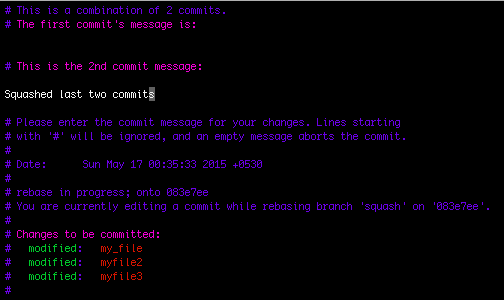 # This is a combination of 2 commits.
# The first commit's message is:
# This is the 2nd commit message:
Squashed last two commits
# Please enter the commit message for your changes. Lines starting
# with '#' will be ignored, and an empty message aborts the commit.
#
# Date:      Sun May 17 00:35:33 2015 +0530
#
# rebase in progress; onto 083e7ee
# You are currently editing a commit while rebasing branch 'squash' on '083e7ee'.
#
# Changes to be committed:
#   modified:   my_file
#   modified:   myfile2
#   modified:   myfile3
#